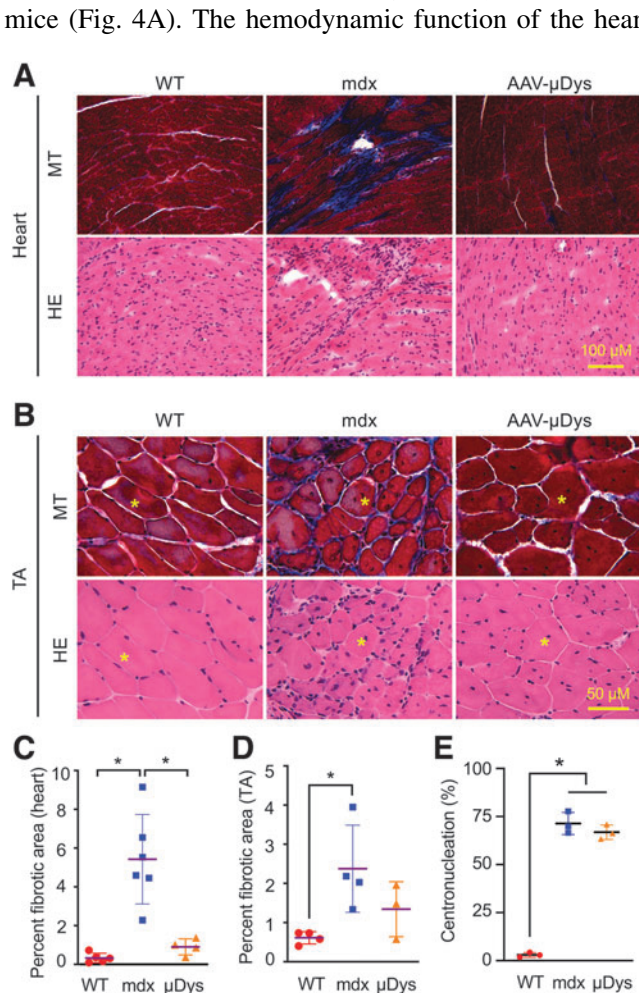 mice (Fig. 4A). The hemodynamic function of the hear
A
WT mdx AAV-µDys
Heart
MT
HE
100 µM
B
WT mdx AAV-µDys
TA
MT
*
*
*
HE
*
*
*
50 µM
C
Percent fibrotic area (heart)
10
8
6
4
2
0
* *
WT mdx µDys
D
Percent fibrotic area (TA)
5
4
3
2
1
0
*
WT mdx µDys
E
Centronucleation (%)
100
75
50
25
0
*
WT mdx µDys